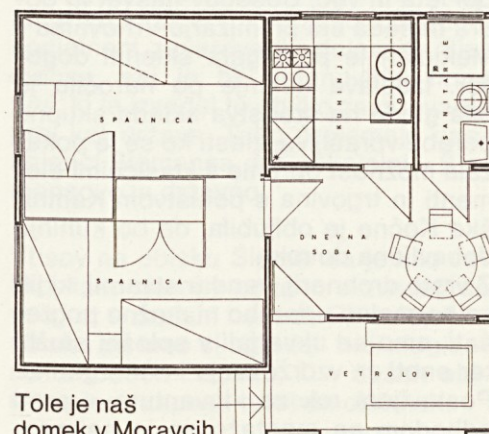 SPALNICA
KUHINJA
SANITARIJE
DNEVNA
SOBA
SPALNICA
VETROLOV
Tole je naš
domek v Moravcih